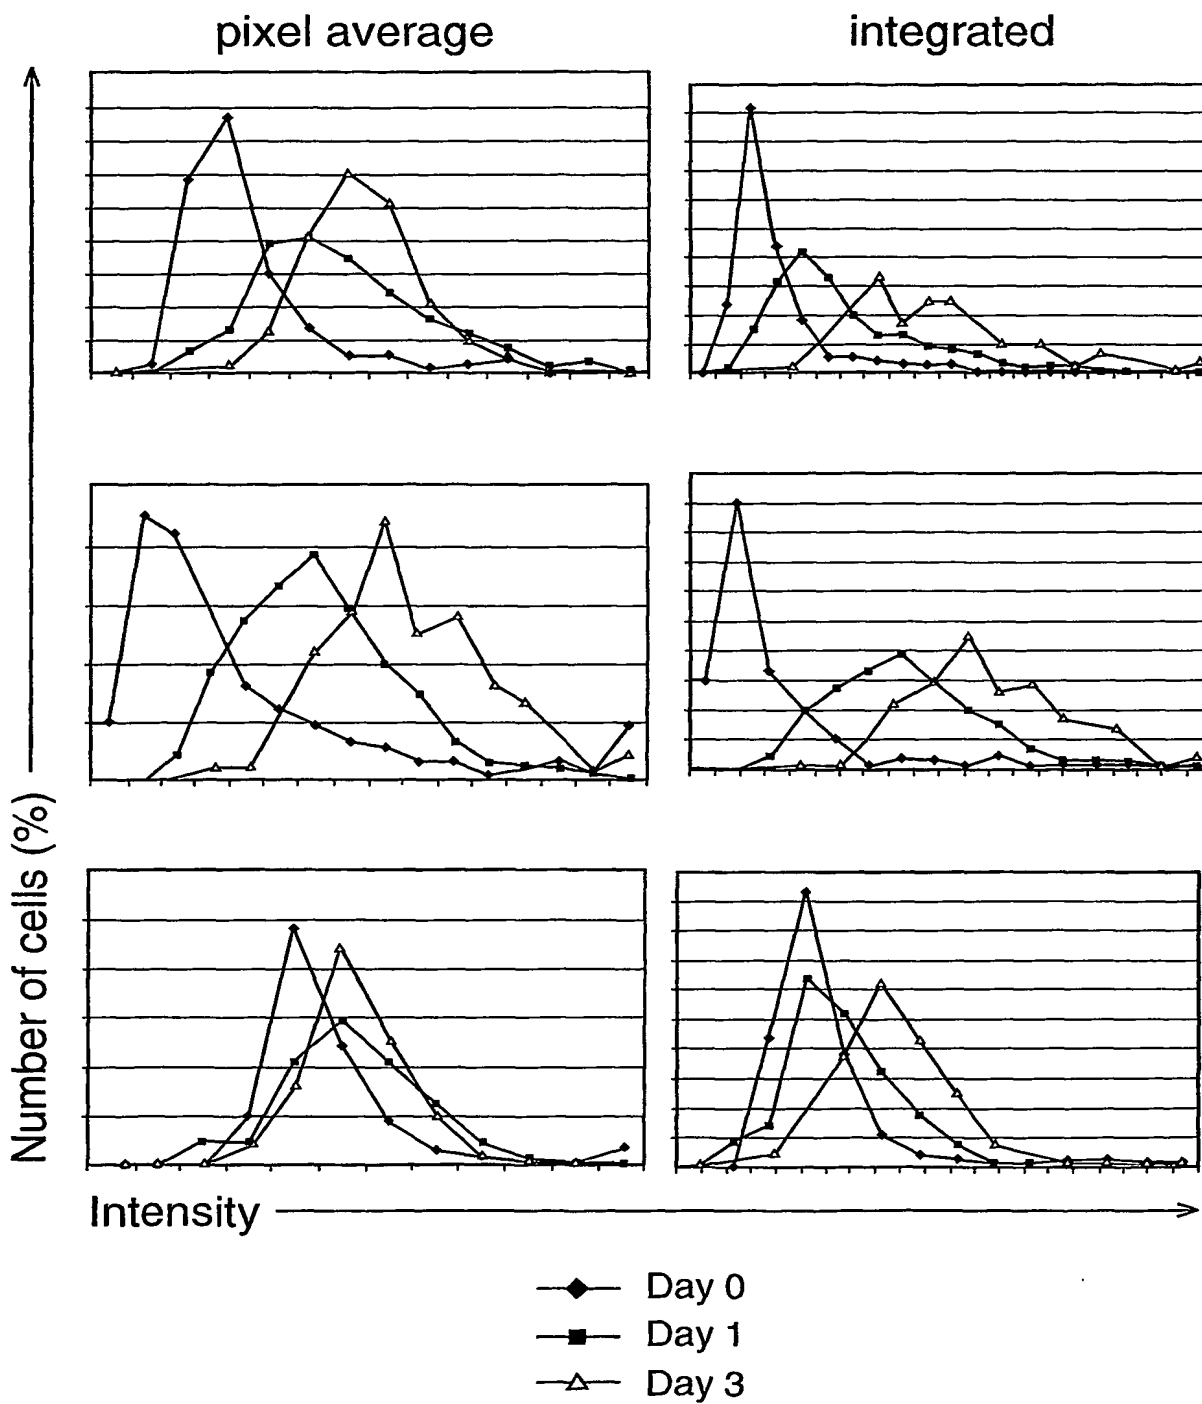 pixel average
integrated
Number of cells (%)
Intensity
Day 0
Day 1
Day 3